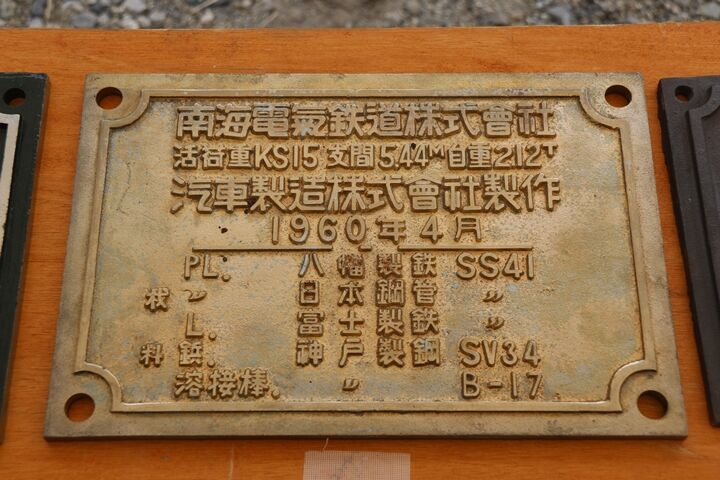 南海電氣鉄道株式會社
活荷重KS15 支間5.44M 自重2.12T
汽車製造株式會社製作
1960年4月
PL. 八幡製鉄 SS41
材 〃 日本鋼管 〃
L. 富士製鉄 〃
料 鋲. 神戸製鋼 SV34
溶接棒. 〃 B-17